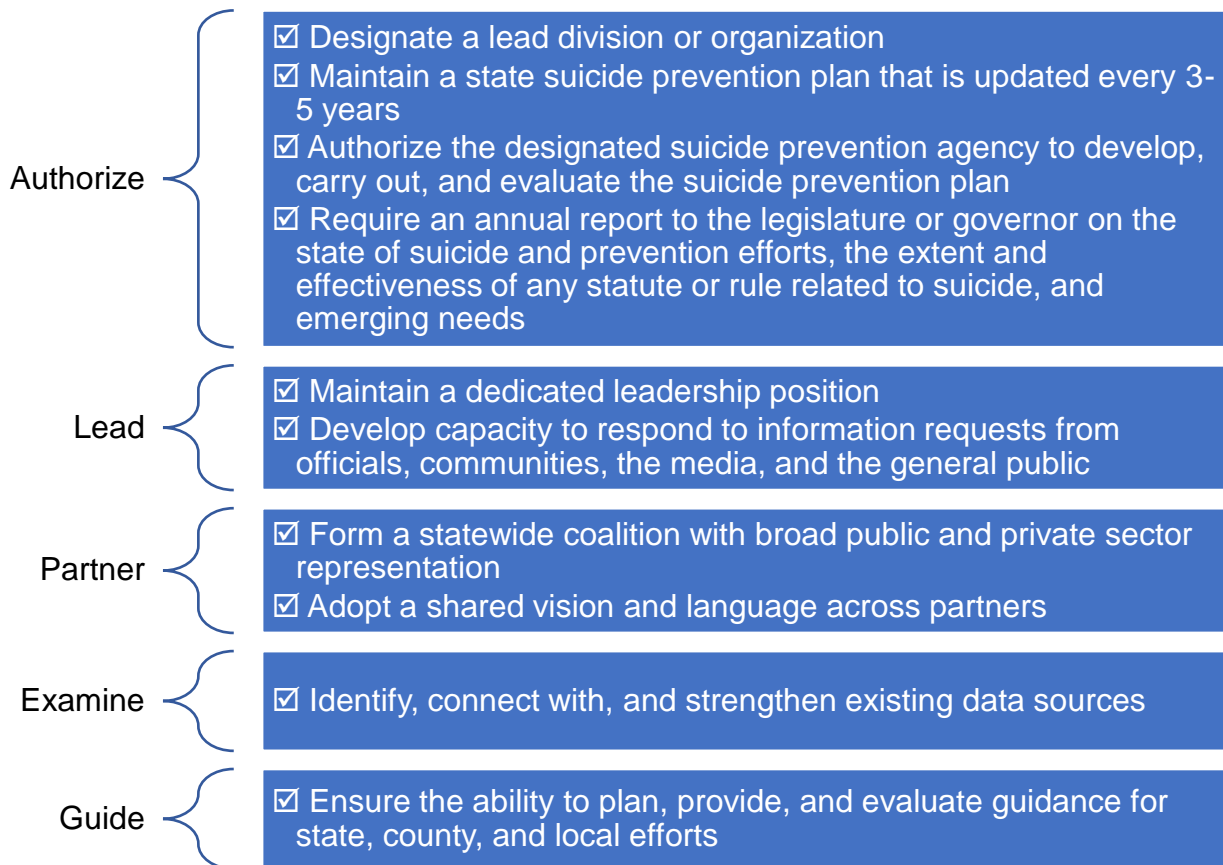 Authorize
☑ Designate a lead division or organization
☑ Maintain a state suicide prevention plan that is updated every 3-
5 years
☑ Authorize the designated suicide prevention agency to develop,
carry out, and evaluate the suicide prevention plan
☑ Require an annual report to the legislature or governor on the
state of suicide and prevention efforts, the extent and
effectiveness of any statute or rule related to suicide, and
emerging needs
Lead
☑ Maintain a dedicated leadership position
☑ Develop capacity to respond to information requests from
officials, communities, the media, and the general public
Partner
☑ Form a statewide coalition with broad public and private sector
representation
☑ Adopt a shared vision and language across partners
Examine
☑ Identify, connect with, and strengthen existing data sources
Guide
☑ Ensure the ability to plan, provide, and evaluate guidance for
state, county, and local efforts